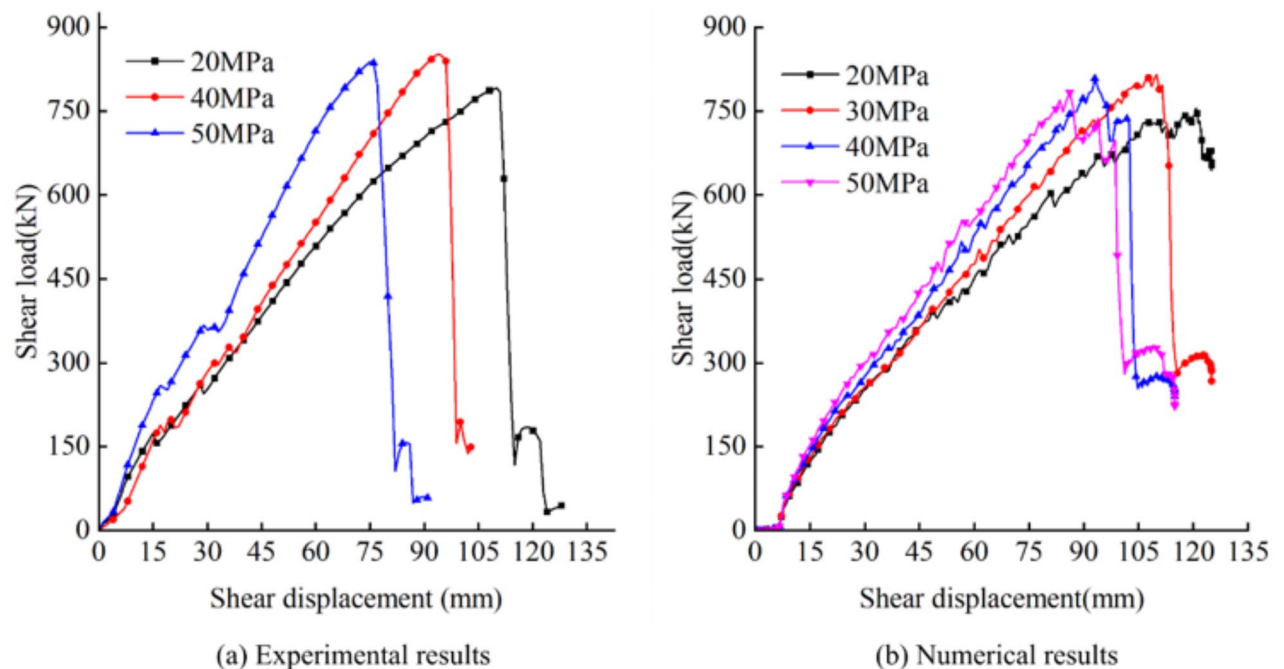 900
750
600
450
300
150
0
Shear load(kN)
20MPa
40MPa
50MPa
0 15 30 45 60 75 90 105 120 135
Shear displacement (mm)
(a) Experimental results
900
750
600
450
300
150
0
Shear load(kN)
20MPa
30MPa
40MPa
50MPa
0 15 30 45 60 75 90 105 120 135
Shear displacement(mm)
(b) Numerical results